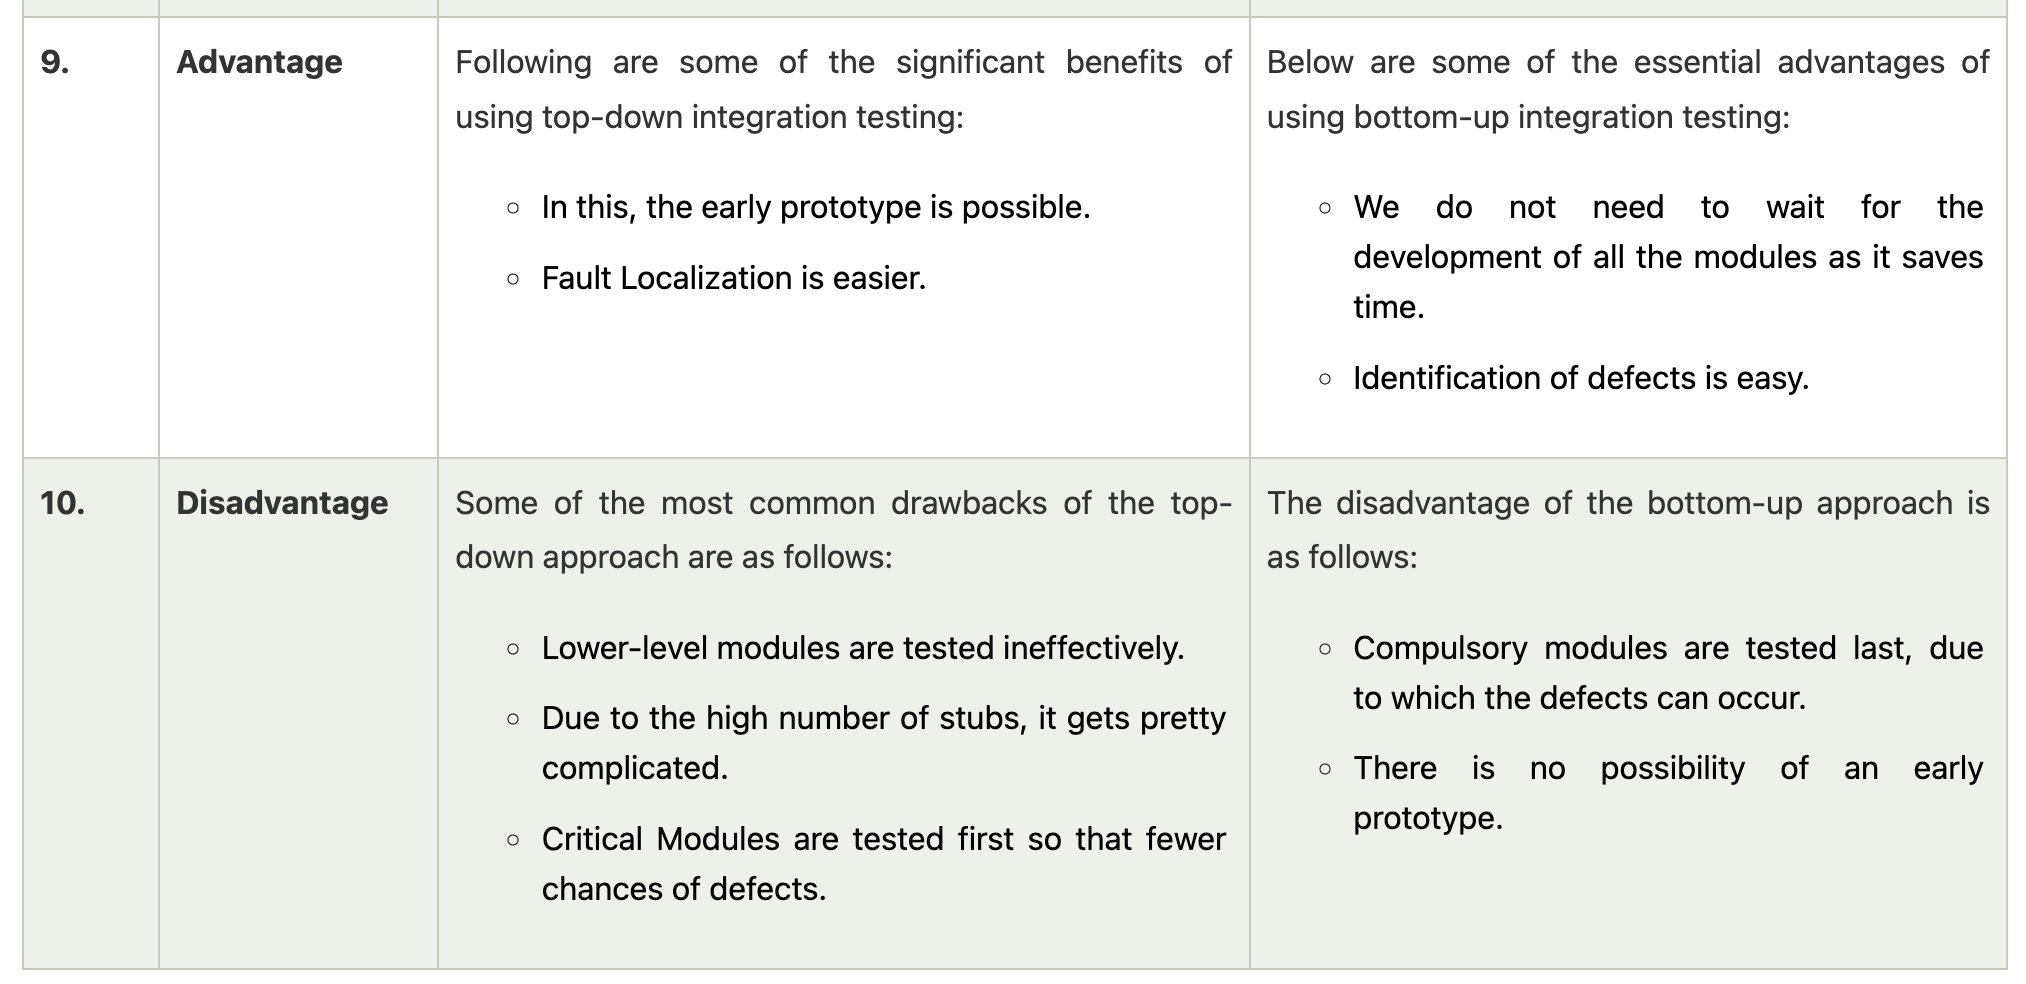 9.
Advantage
Following are some of the significant benefits of
using top-down integration testing:
In this, the early prototype is possible.
Fault Localization is easier.
Below are some of the essential advantages of
using bottom-up integration testing:
We do not need to wait for the
development of all the modules as it saves
time.
Identification of defects is easy.
10.
Disadvantage
Some of the most common drawbacks of the top-
down approach are as follows:
Lower-level modules are tested ineffectively.
Due to the high number of stubs, it gets pretty
complicated.
Critical Modules are tested first so that fewer
chances of defects.
The disadvantage of the bottom-up approach is
as follows:
Compulsory modules are tested last, due
to which the defects can occur.
There is no possibility of an early
prototype.